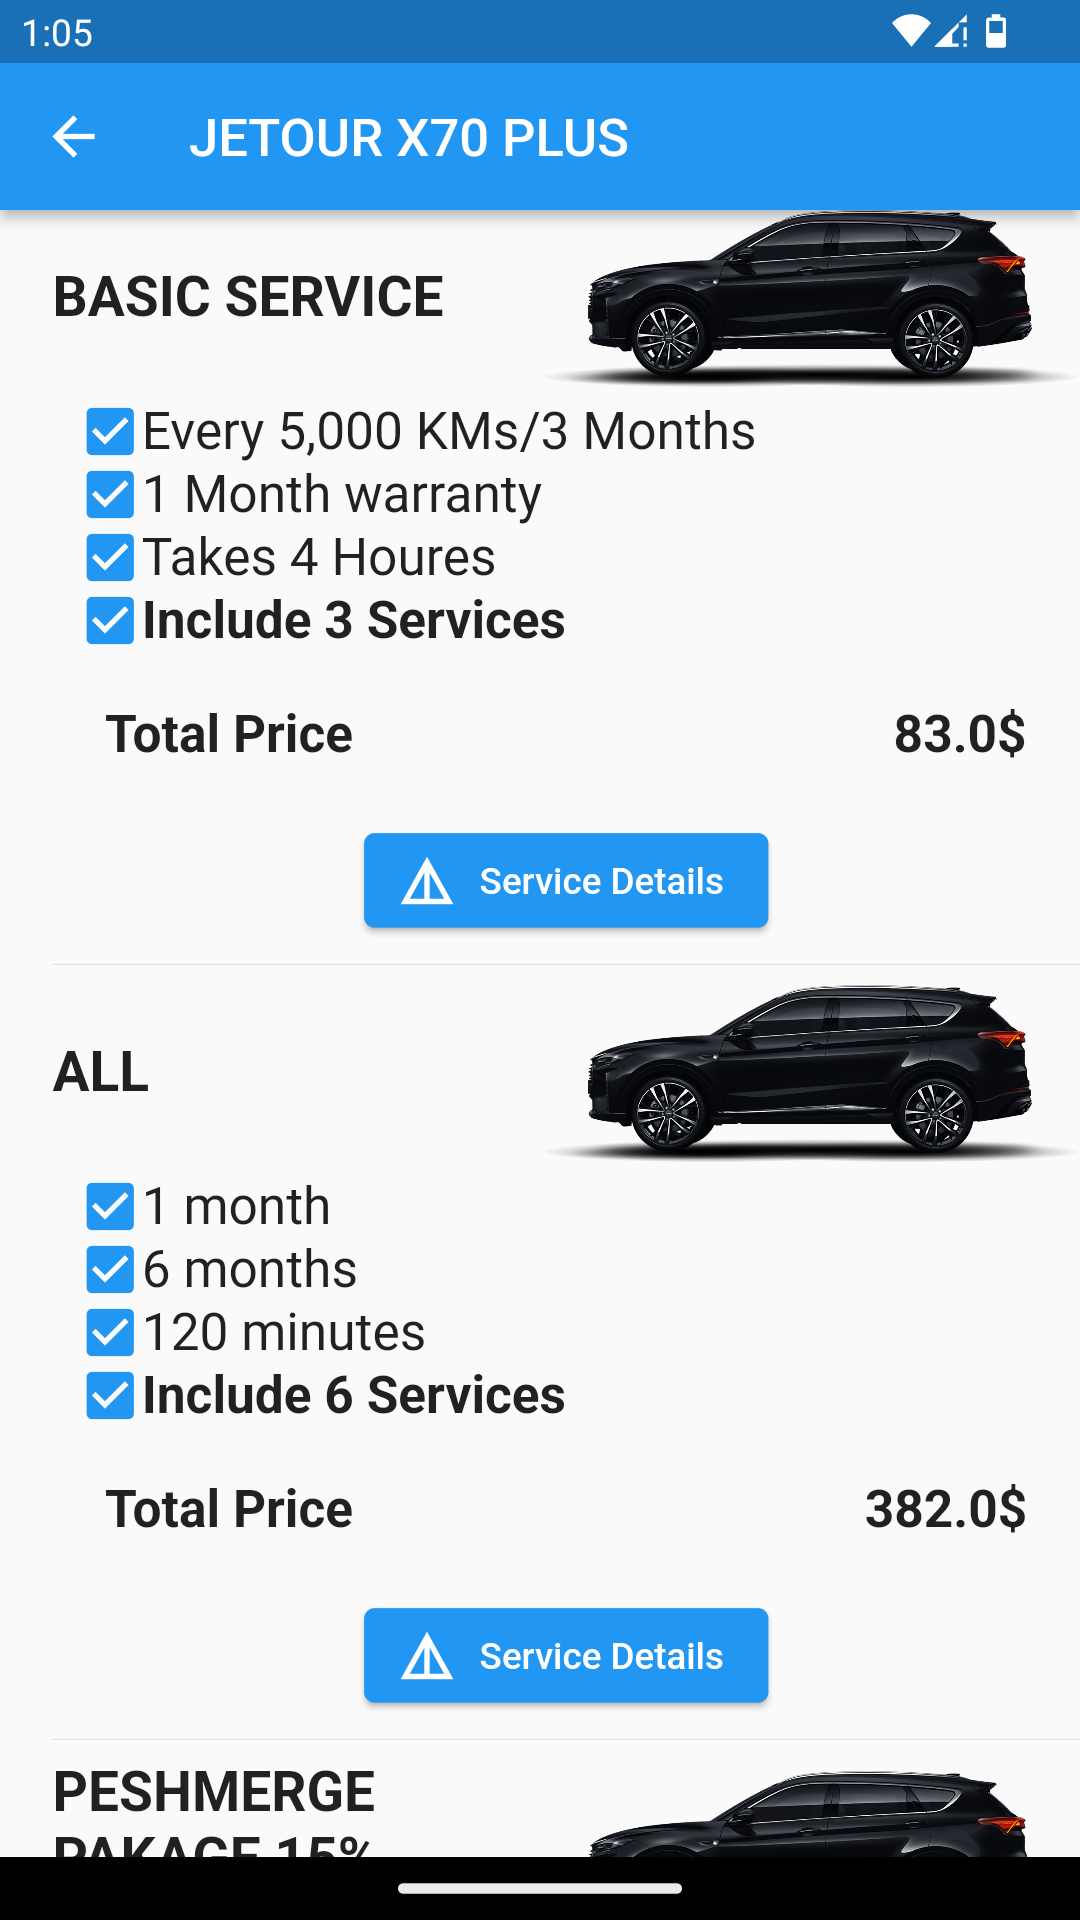 1:05
JETOUR X70 PLUS
BASIC SERVICE
Every 5,000 KMs/3 Months
1 Month warranty
Takes 4 Houres
Include 3 Services
Total Price 83.0$
Service Details
ALL
1 month
6 months
120 minutes
Include 6 Services
Total Price 382.0$
Service Details
PESHMERGE
PAKAGE 15%